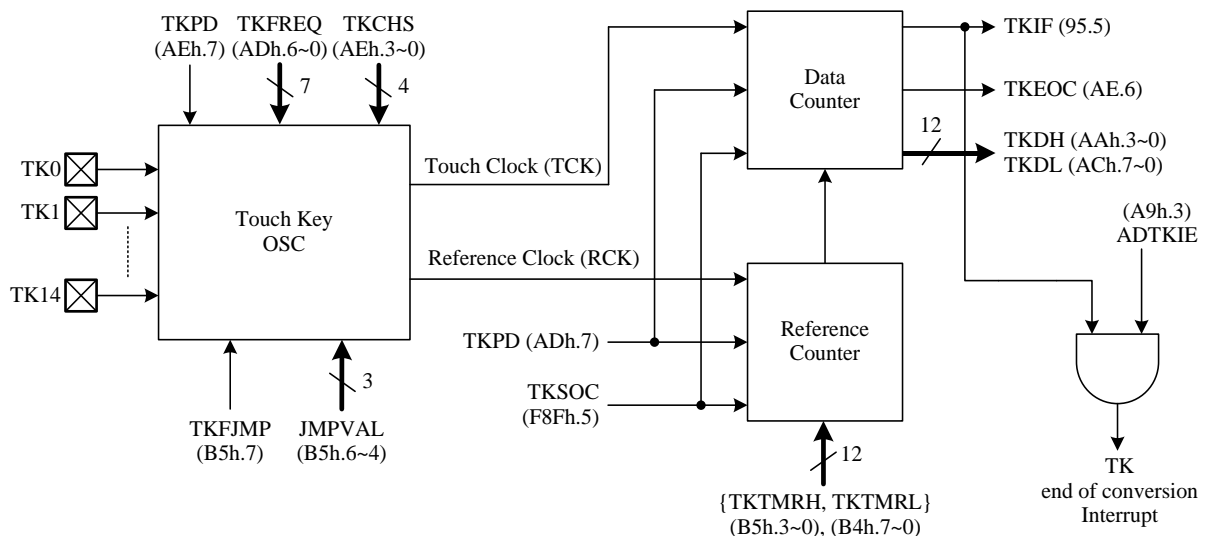 TKPD
(AEh.7)
TKFREQ
(ADh.6~0)
TKCHS
(AEh.3~0)
7
4
TK0
TK1
TK14
Touch Key
OSC
Touch Clock (TCK)
Reference Clock (RCK)
TKFJMP
(B5h.7)
JMPVAL
(B5h.6~4)
3
TKPD (ADh.7)
TKSOC
(F8Fh.5)
Data
Counter
Reference
Counter
12
{TKTMRH, TKTMRL}
(B5h.3~0), (B4h.7~0)
TKIF (95.5)
TKEOC (AE.6)
12
TKDH (AAh.3~0)
TKDL (ACh.7~0)
(A9h.3)
ADTKIE
TK
end of conversion
Interrupt